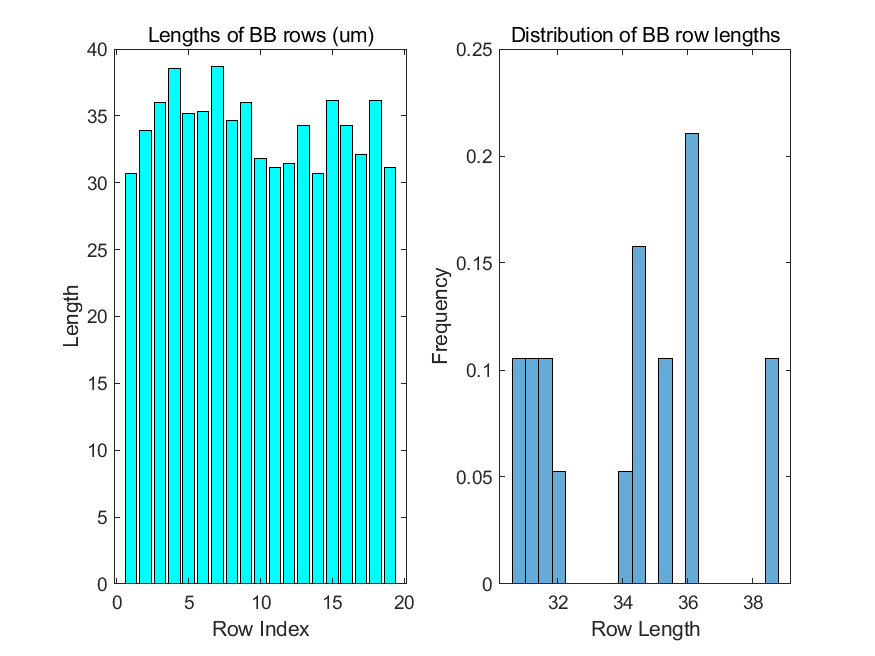 Lengths of BB rows (um)
40
35
30
25
20
15
10
5
0
Length
0 5 10 15 20
Row Index
Distribution of BB row lengths
0.25
0.2
0.15
0.1
0.05
0
Frequency
32 34 36 38
Row Length